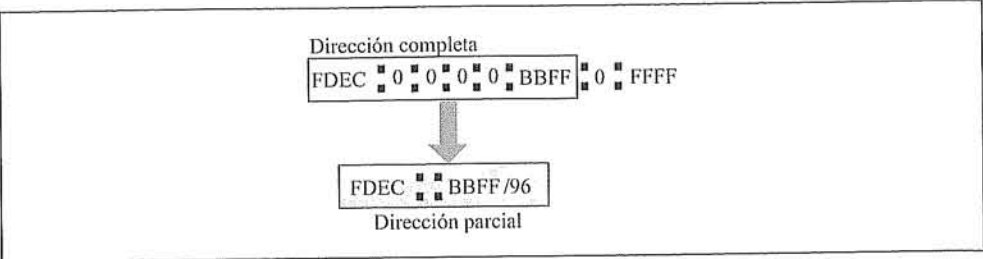 Dirección completa
FDEC : 0 : 0 : 0 : 0 : BBFF : 0 : FFFF
FDEC : : BBFF /96
Dirección parcial